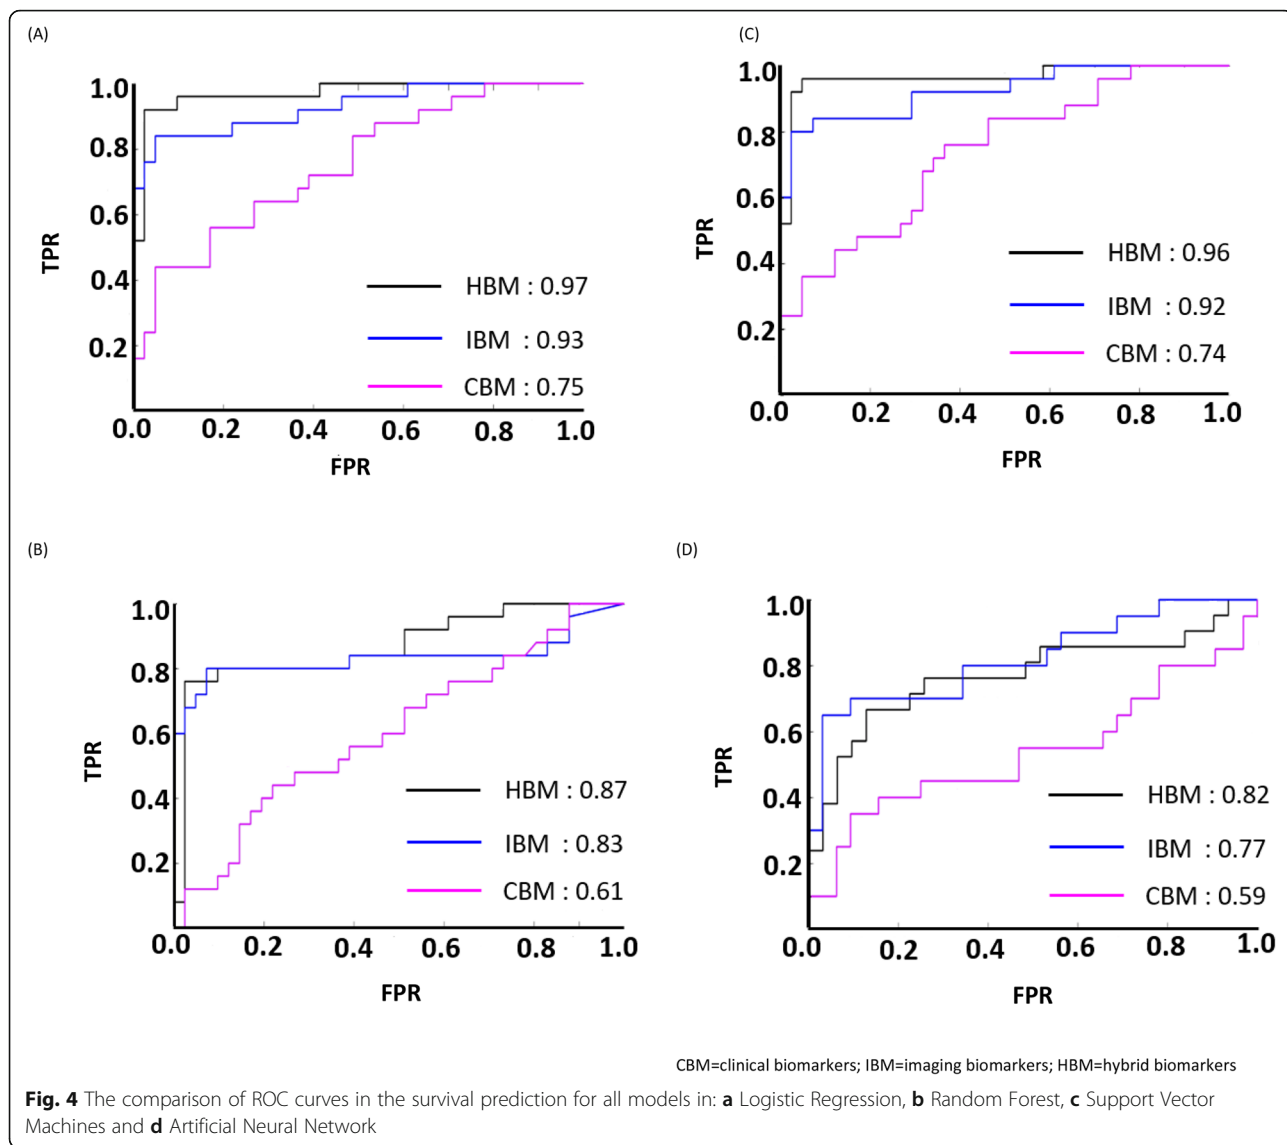 (A)
1.0
0.8
0.6
0.4
0.2
0.0 0.2 0.4 0.6 0.8 1.0
TPR
FPR
HBM : 0.97
IBM : 0.93
CBM : 0.75
(C)
1.0
0.8
0.6
0.4
0.2
0.0 0.2 0.4 0.6 0.8 1.0
TPR
FPR
HBM : 0.96
IBM : 0.92
CBM : 0.74
(B)
1.0
0.8
0.6
0.4
0.2
0.0 0.2 0.4 0.6 0.8 1.0
TPR
FPR
HBM : 0.87
IBM : 0.83
CBM : 0.61
(D)
1.0
0.8
0.6
0.4
0.2
0.0 0.2 0.4 0.6 0.8 1.0
TPR
FPR
HBM : 0.82
IBM : 0.77
CBM : 0.59
CBM=clinical biomarkers; IBM=imaging biomarkers; HBM=hybrid biomarkers
Fig. 4 The comparison of ROC curves in the survival prediction for all models in: a Logistic Regression, b Random Forest, c Support Vector
Machines and d Artificial Neural Network